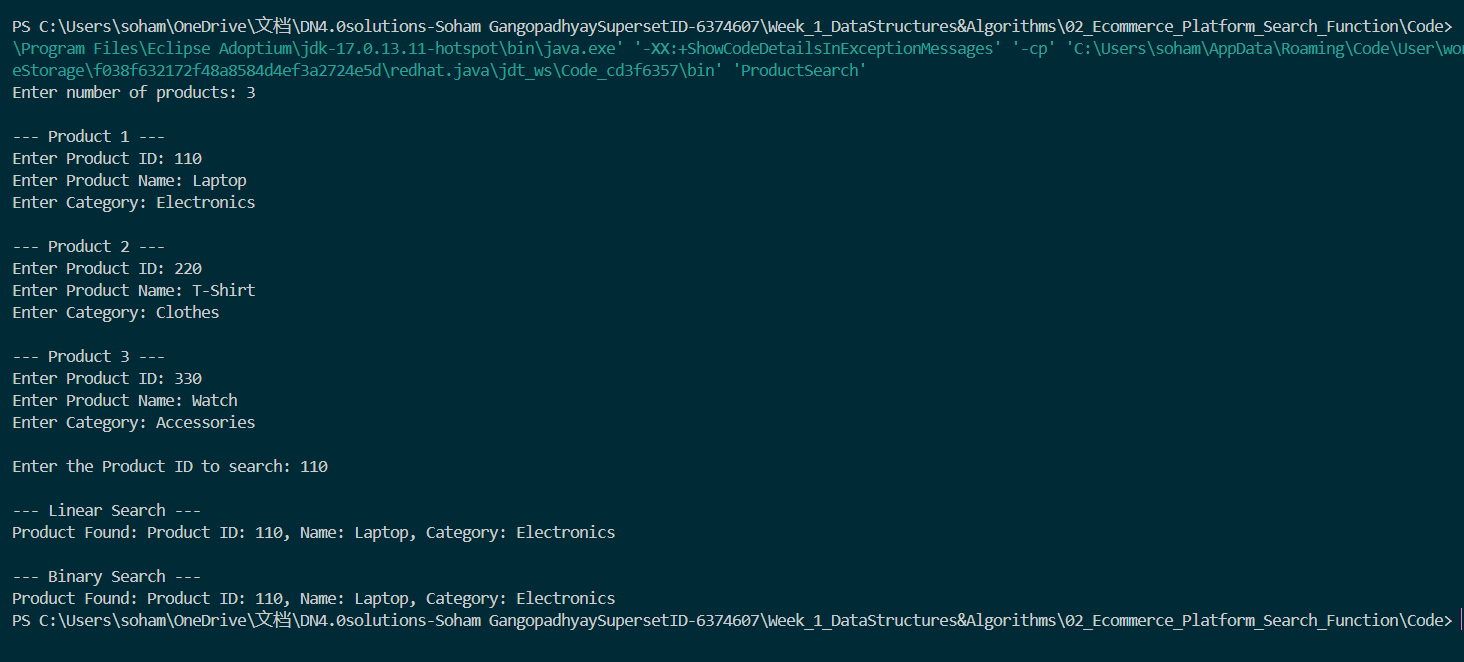 PS C:\Users\soham\OneDrive\文档\DN4.0solutions-Soham GangopadhyaySupersetID-6374607\Week_1_DataStructures&Algorithms\02_Ecommerce_Platform_Search_Function\Code>
\Program Files\Eclipse Adoptium\jdk-17.0.13.11-hotspot\bin\java.exe' '-XX:+ShowCodeDetailsInExceptionMessages' '-cp' 'C:\Users\soham\AppData\Roaming\Code\User\wor
eStorage\f038f632172f48a8584d4ef3a2724e5d\redhat.java\jdt_ws\Code_cd3f6357\bin' 'ProductSearch'
Enter number of products: 3
--- Product 1 ---
Enter Product ID: 110
Enter Product Name: Laptop
Enter Category: Electronics
--- Product 2 ---
Enter Product ID: 220
Enter Product Name: T-Shirt
Enter Category: Clothes
--- Product 3 ---
Enter Product ID: 330
Enter Product Name: Watch
Enter Category: Accessories
Enter the Product ID to search: 110
--- Linear Search ---
Product Found: Product ID: 110, Name: Laptop, Category: Electronics
--- Binary Search ---
Product Found: Product ID: 110, Name: Laptop, Category: Electronics
PS C:\Users\soham\OneDrive\文档\DN4.0solutions-Soham GangopadhyaySupersetID-6374607\Week_1_DataStructures&Algorithms\02_Ecommerce_Platform_Search_Function\Code>